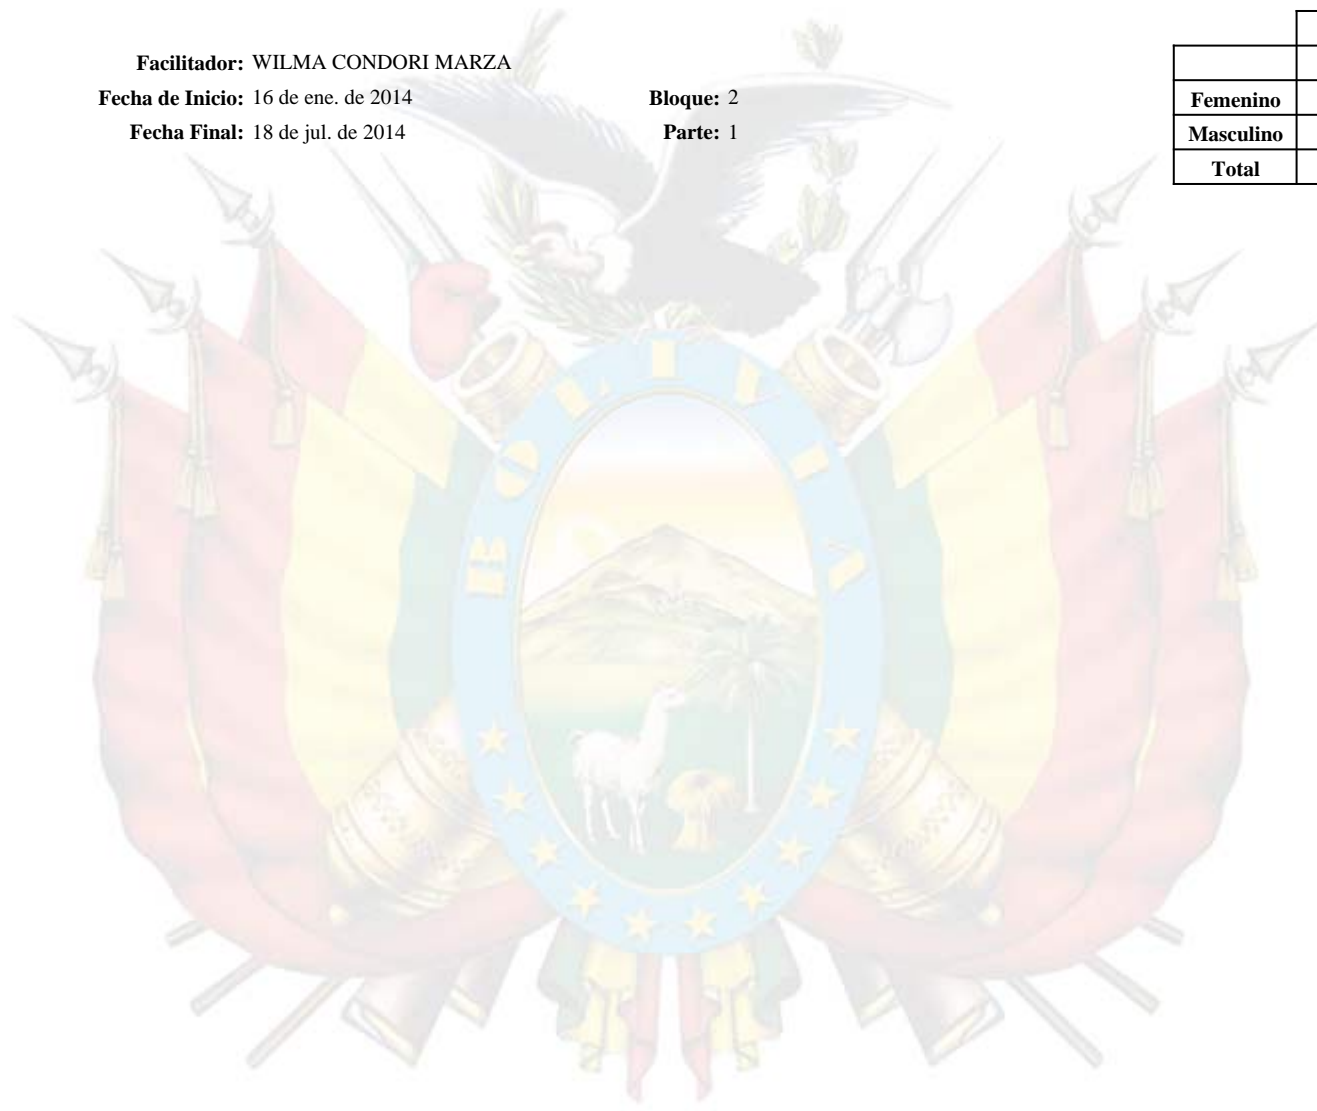 Facilitador: WILMA CONDORI MARZA
Fecha de Inicio: 16 de ene. de 2014 Bloque: 2
Fecha Final: 18 de jul. de 2014 Parte: 1
Femenino
Masculino
Total
BOLIVIA